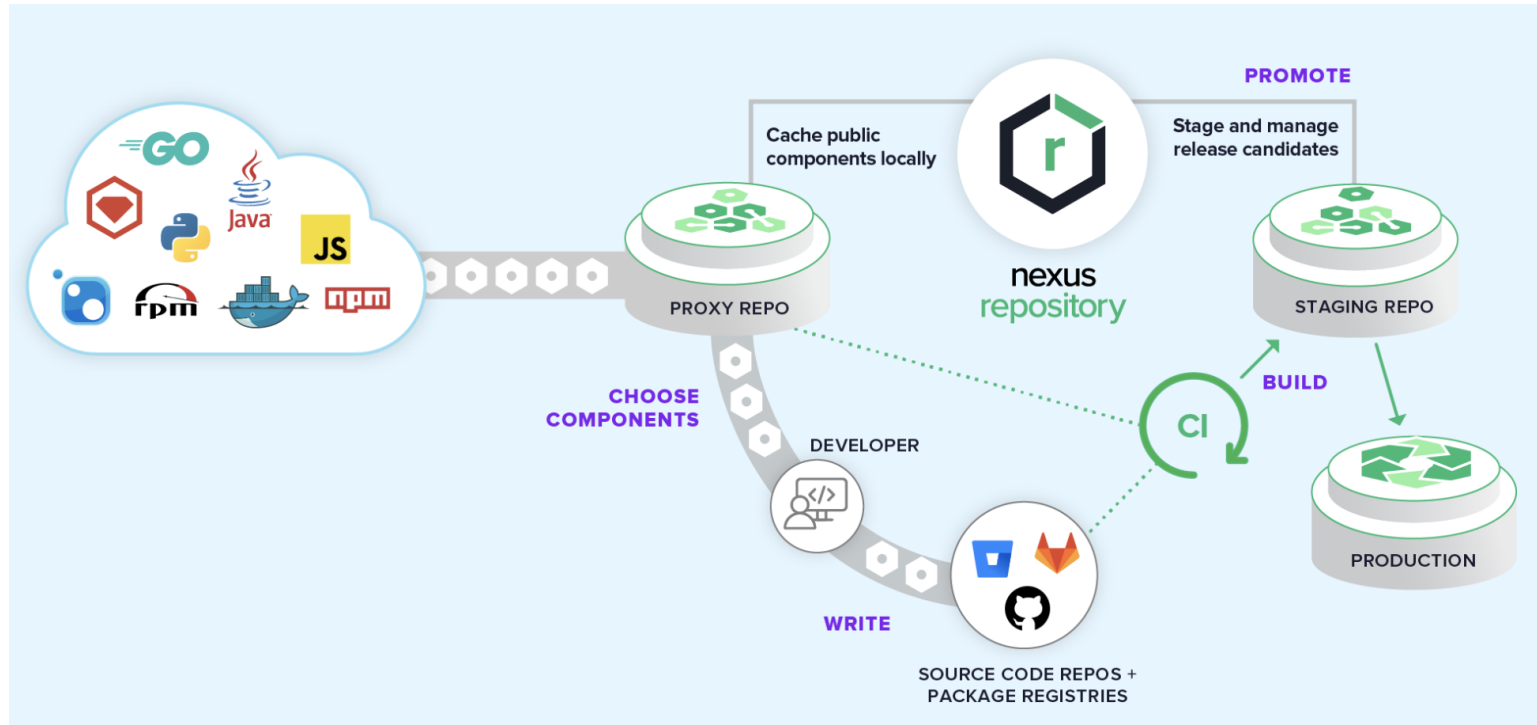 GO
Java
JS
rpm
npm
Cache public
components locally
r
nexus
repository
PROMOTE
Stage and manage
release candidates
PROXY REPO
STAGING REPO
CHOOSE
COMPONENTS
DEVELOPER
</>
CI
BUILD
PRODUCTION
WRITE
SOURCE CODE REPOS +
PACKAGE REGISTRIES